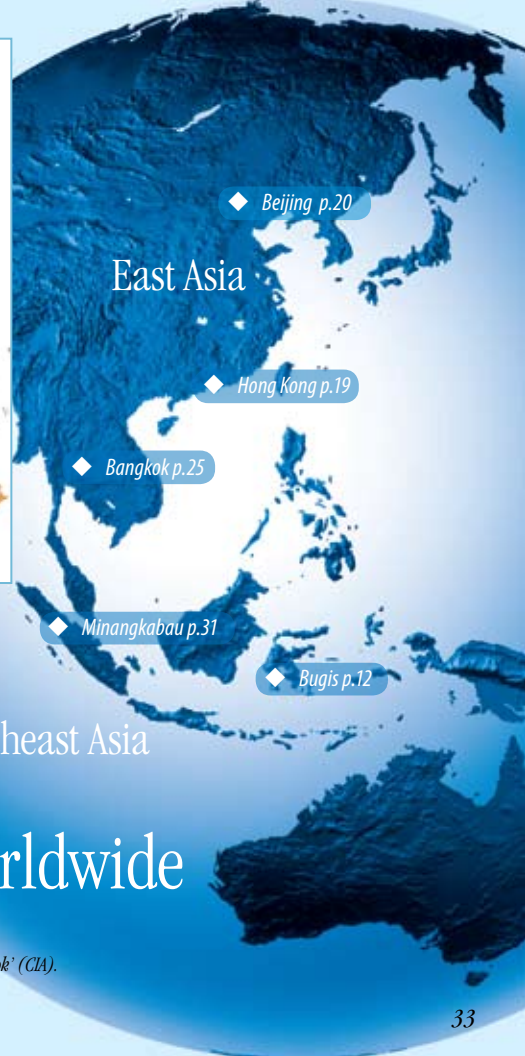 Beijing p.20
East Asia
Hong Kong p.19
Bangkok p.25
Minangkabau p.31
Bugis p.12
heast Asia
rldwide
k’ (CIA).
33